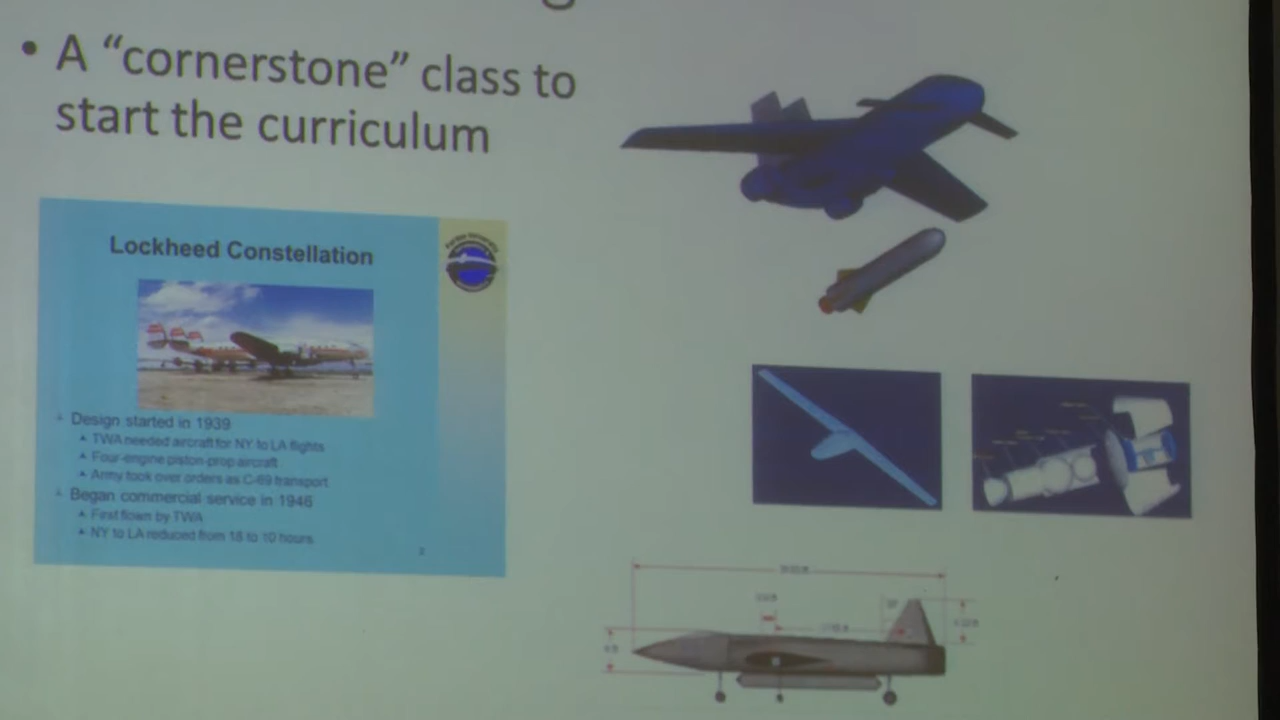 • A “cornerstone” class to
start the curriculum
Lockheed Constellation
Design started in 1939
TWA needed aircraft for NY to LA flights
Four-engine piston-prop aircraft
Army took over orders as C-69 transport
Began commercial service in 1946
First flown by TWA
NY to LA reduced from 18 to 10 hours
2